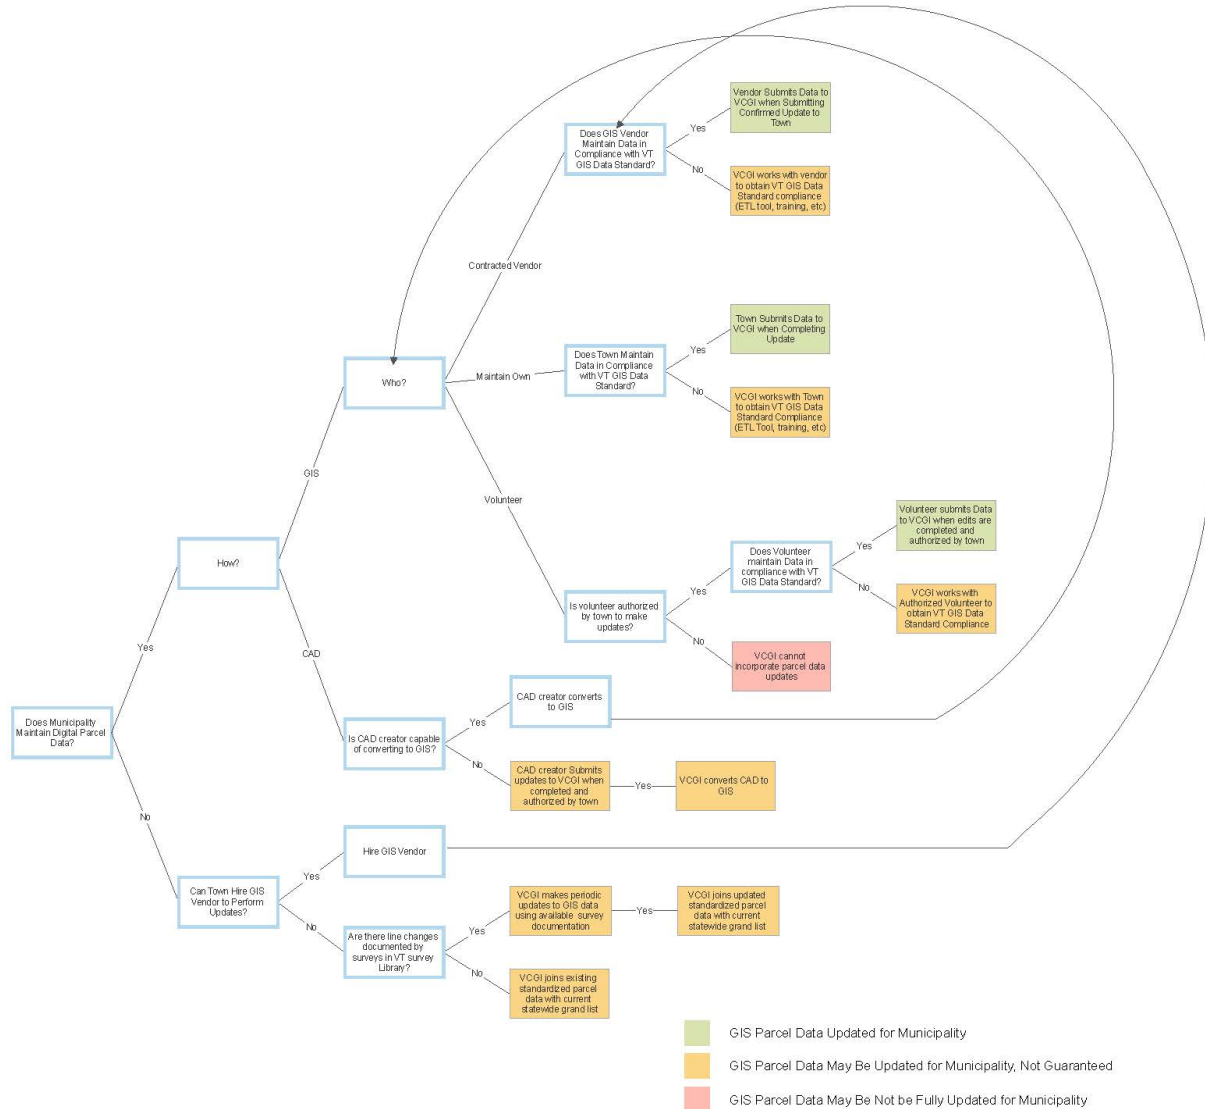 Vendor Submits Data to
VCGI when Submitting
Confirmed Update to
Town
Does GIS Vendor
Maintain Data in
Compliance with VT
GIS Data Standard?
Yes
No
VCGI works with vendor
to obtain VT GIS Data
Standard compliance
(ETL tool, training, etc)
Contracted Vendor
Town Submits Data to
VCGI when Completing
Update
Who?
Maintain Own
Does Town Maintain
Data in Compliance
with VT GIS Data
Standard?
Yes
No
VCGI works with Town
to obtain VT GIS Data
Standard Compliance
(ETL Tool, training, etc)
GIS
Volunteer
Volunteer submits Data
to VCGI when edits are
completed and
authorized by town
How?
Does Volunteer
maintain Data in
compliance with VT
GIS Data Standard?
Yes
No
Is volunteer authorized
by town to make
updates?
Yes
No
VCGI works with
Authorized Volunteer to
obtain VT GIS Data
Standard Compliance
VCGI cannot
incorporate parcel data
updates
Yes
CAD
CAD creator converts
to GIS
Does Municipality
Maintain Digital Parcel
Data?
Is CAD creator capable
of converting to GIS?
Yes
No
CAD creator Submits
updates to VCGI when
completed and
authorized by town
Yes
VCGI converts CAD to
GIS
No
Hire GIS Vendor
Can Town Hire GIS
Vendor to Perform
Updates?
Yes
No
Are there line changes
documented by
surveys in VT survey
Library?
Yes
No
VCGI makes periodic
updates to GIS data
using available survey
documentation
Yes
VCGI joins updated
standardized parcel
data with current
statewide grand list
VCGI joins existing
standardized parcel
data with current
statewide grand list
GIS Parcel Data Updated for Municipality
GIS Parcel Data May Be Updated for Municipality, Not Guaranteed
GIS Parcel Data May Be Not be Fully Updated for Municipality